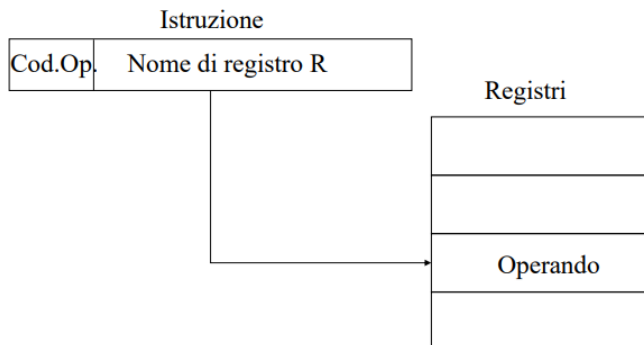 Istruzione
Cod.Op. Nome di registro R
Registri
Operando